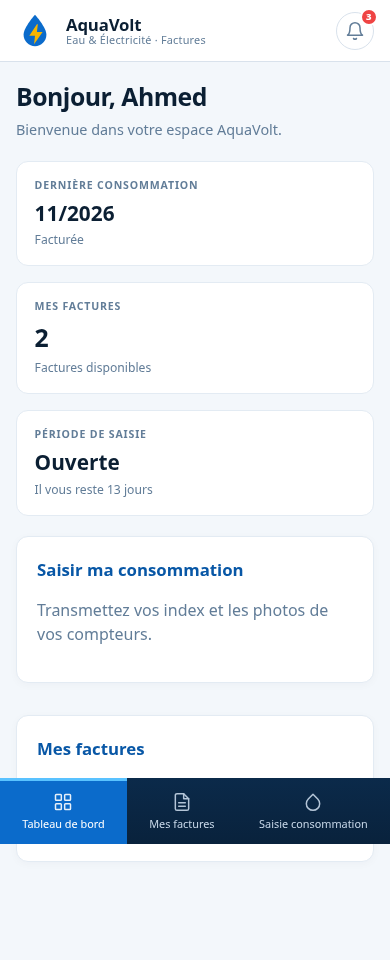 AquaVolt
Eau & Électricité · Factures
3
Bonjour, Ahmed
Bienvenue dans votre espace AquaVolt.
DERNIÈRE CONSOMMATION
11/2026
Facturée
MES FACTURES
2
Factures disponibles
PÉRIODE DE SAISIE
Ouverte
Il vous reste 13 jours
Saisir ma consommation
Transmettez vos index et les photos de
vos compteurs.
Mes factures
Tableau de bord
Mes factures
Saisie consommation